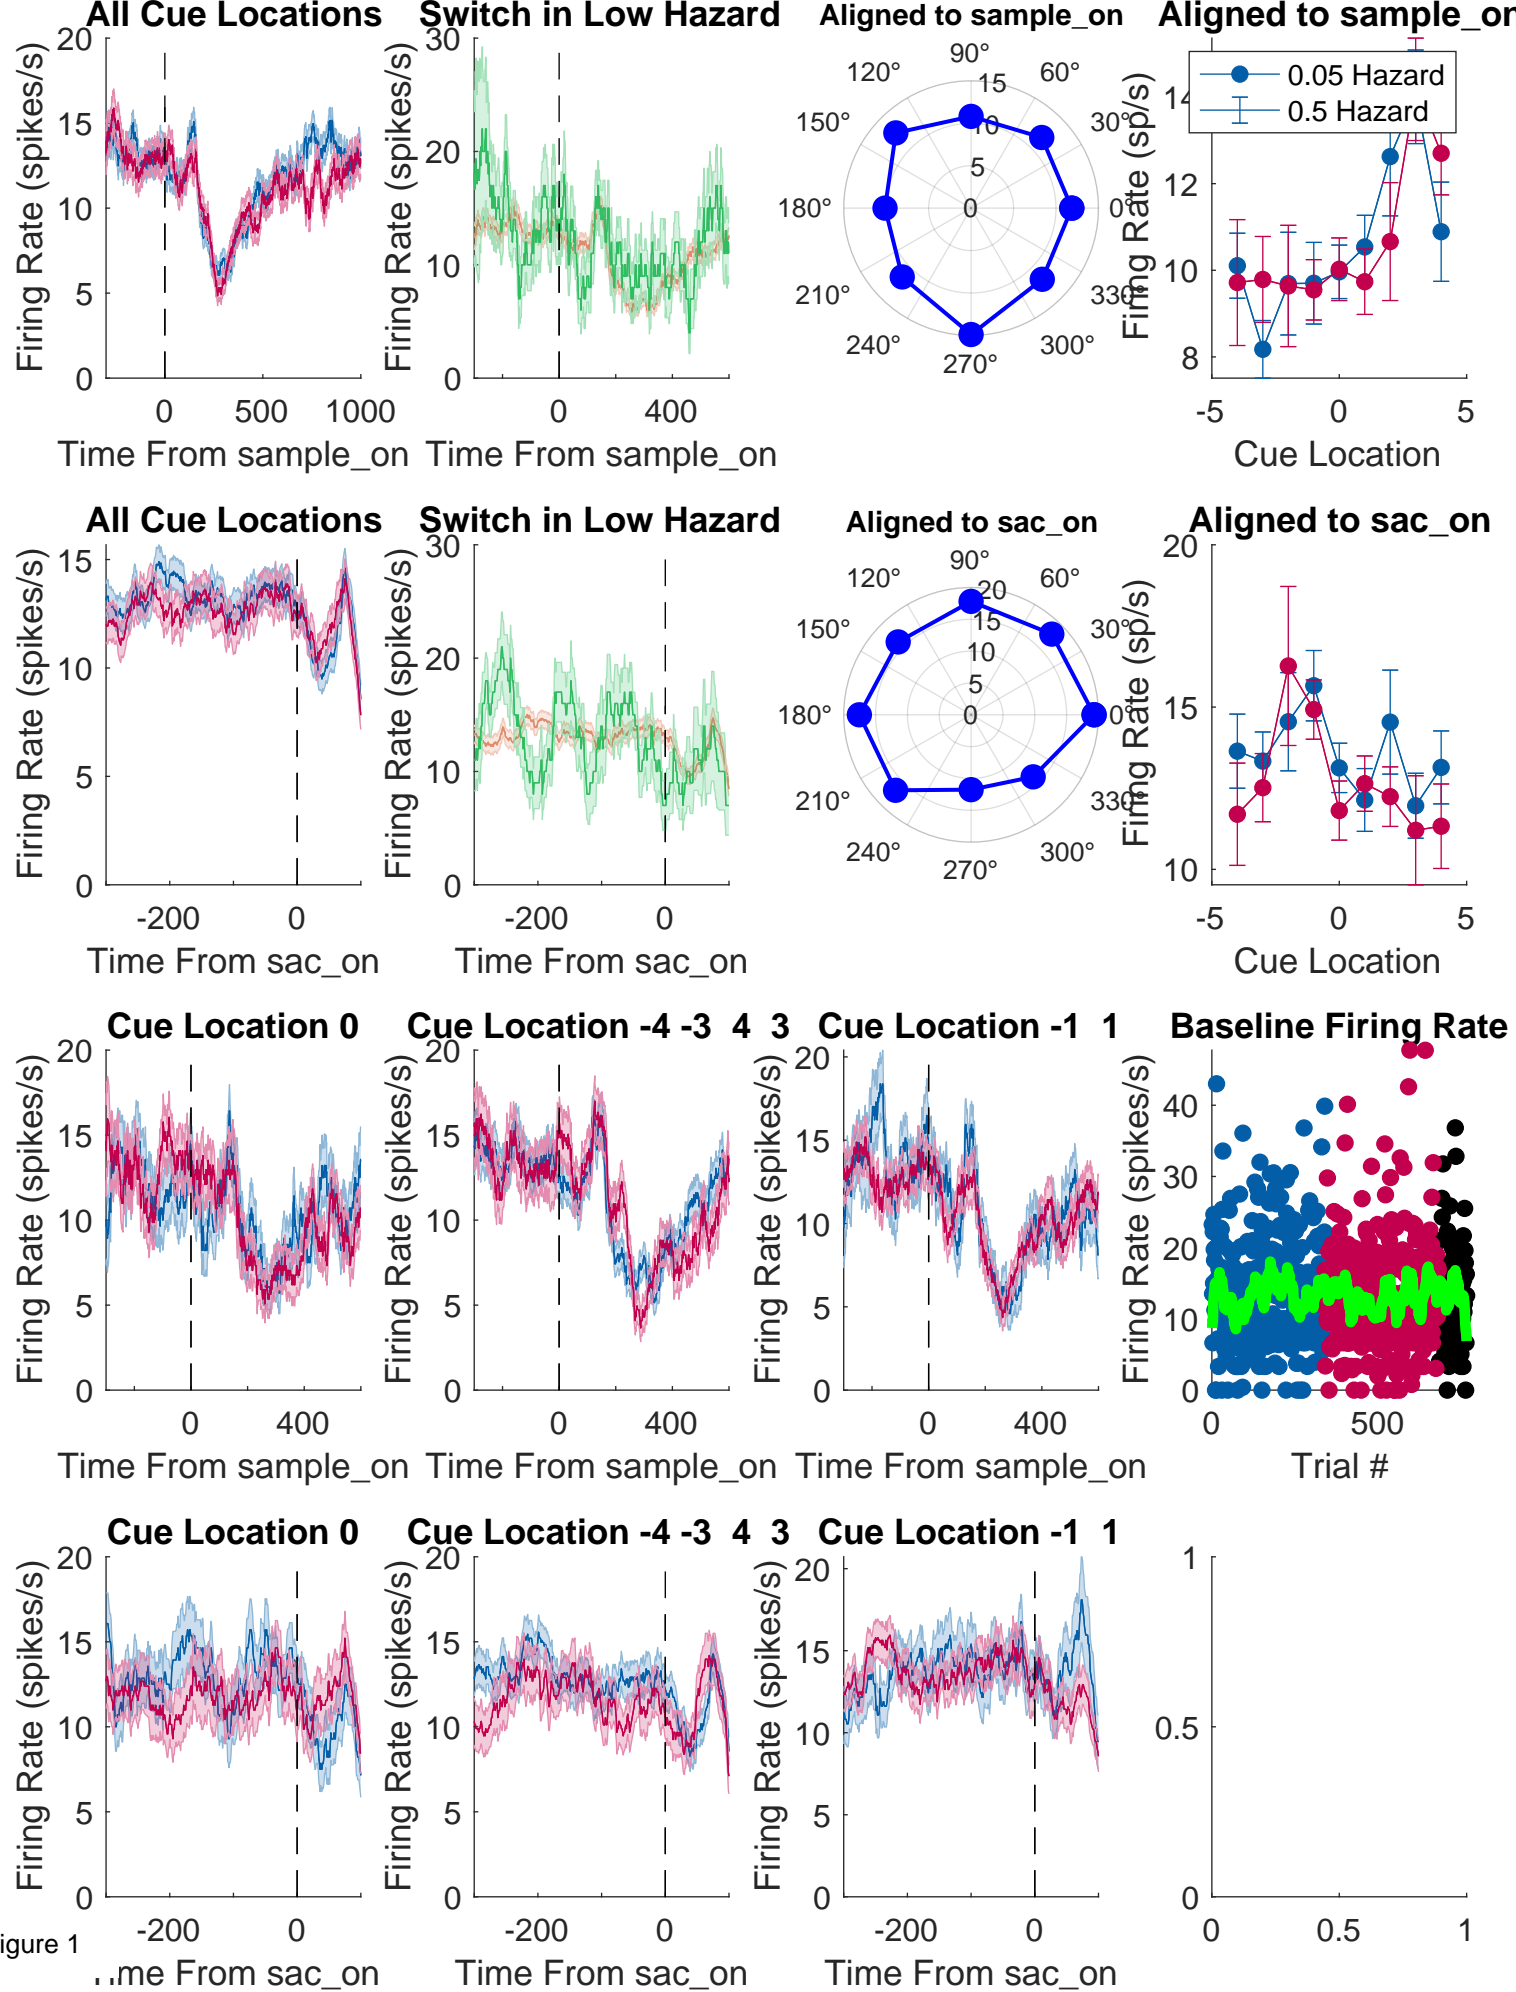 All Cue Locations
Firing Rate (spikes/s)
20
15
10
5
0
0 500 1000
Time From sample_on
Switch in Low Hazard
Firing Rate (spikes/s)
30
20
10
0
0 400
Time From sample_on
Aligned to sample_on
90°
120° 60°
150° 30°
180° 0°
210° 330°
240° 300°
270°
15
10
5
0
Aligned to sample_on
0.05 Hazard
0.5 Hazard
Firing Rate (sp/s)
14
12
10
8
-5 0 5
Cue Location
All Cue Locations
Firing Rate (spikes/s)
15
10
5
0
-200 0
Time From sac_on
Switch in Low Hazard
Firing Rate (spikes/s)
30
20
10
0
-200 0
Time From sac_on
Aligned to sac_on
90°
120° 60°
150° 30°
180° 0°
210° 330°
240° 300°
270°
20
15
10
5
0
Aligned to sac_on
Firing Rate (sp/s)
20
15
10
-5 0 5
Cue Location
Cue Location 0
Firing Rate (spikes/s)
20
15
10
5
0
0 400
Time From sample_on
Cue Location -4 -3 4 3
Firing Rate (spikes/s)
20
15
10
5
0
0 400
Time From sample_on
Cue Location -1 1
Firing Rate (spikes/s)
20
15
10
5
0
0 400
Time From sample_on
Baseline Firing Rate
Firing Rate (spikes/s)
40
30
20
10
0
0 500
Trial #
Cue Location 0
Firing Rate (spikes/s)
20
15
10
5
0
-200 0
Time From sac_on
Cue Location -4 -3 4 3
Firing Rate (spikes/s)
20
15
10
5
0
-200 0
Time From sac_on
Cue Location -1 1
Firing Rate (spikes/s)
20
15
10
5
0
-200 0
Time From sac_on
1
0.5
0
0 0.5 1
igure 1